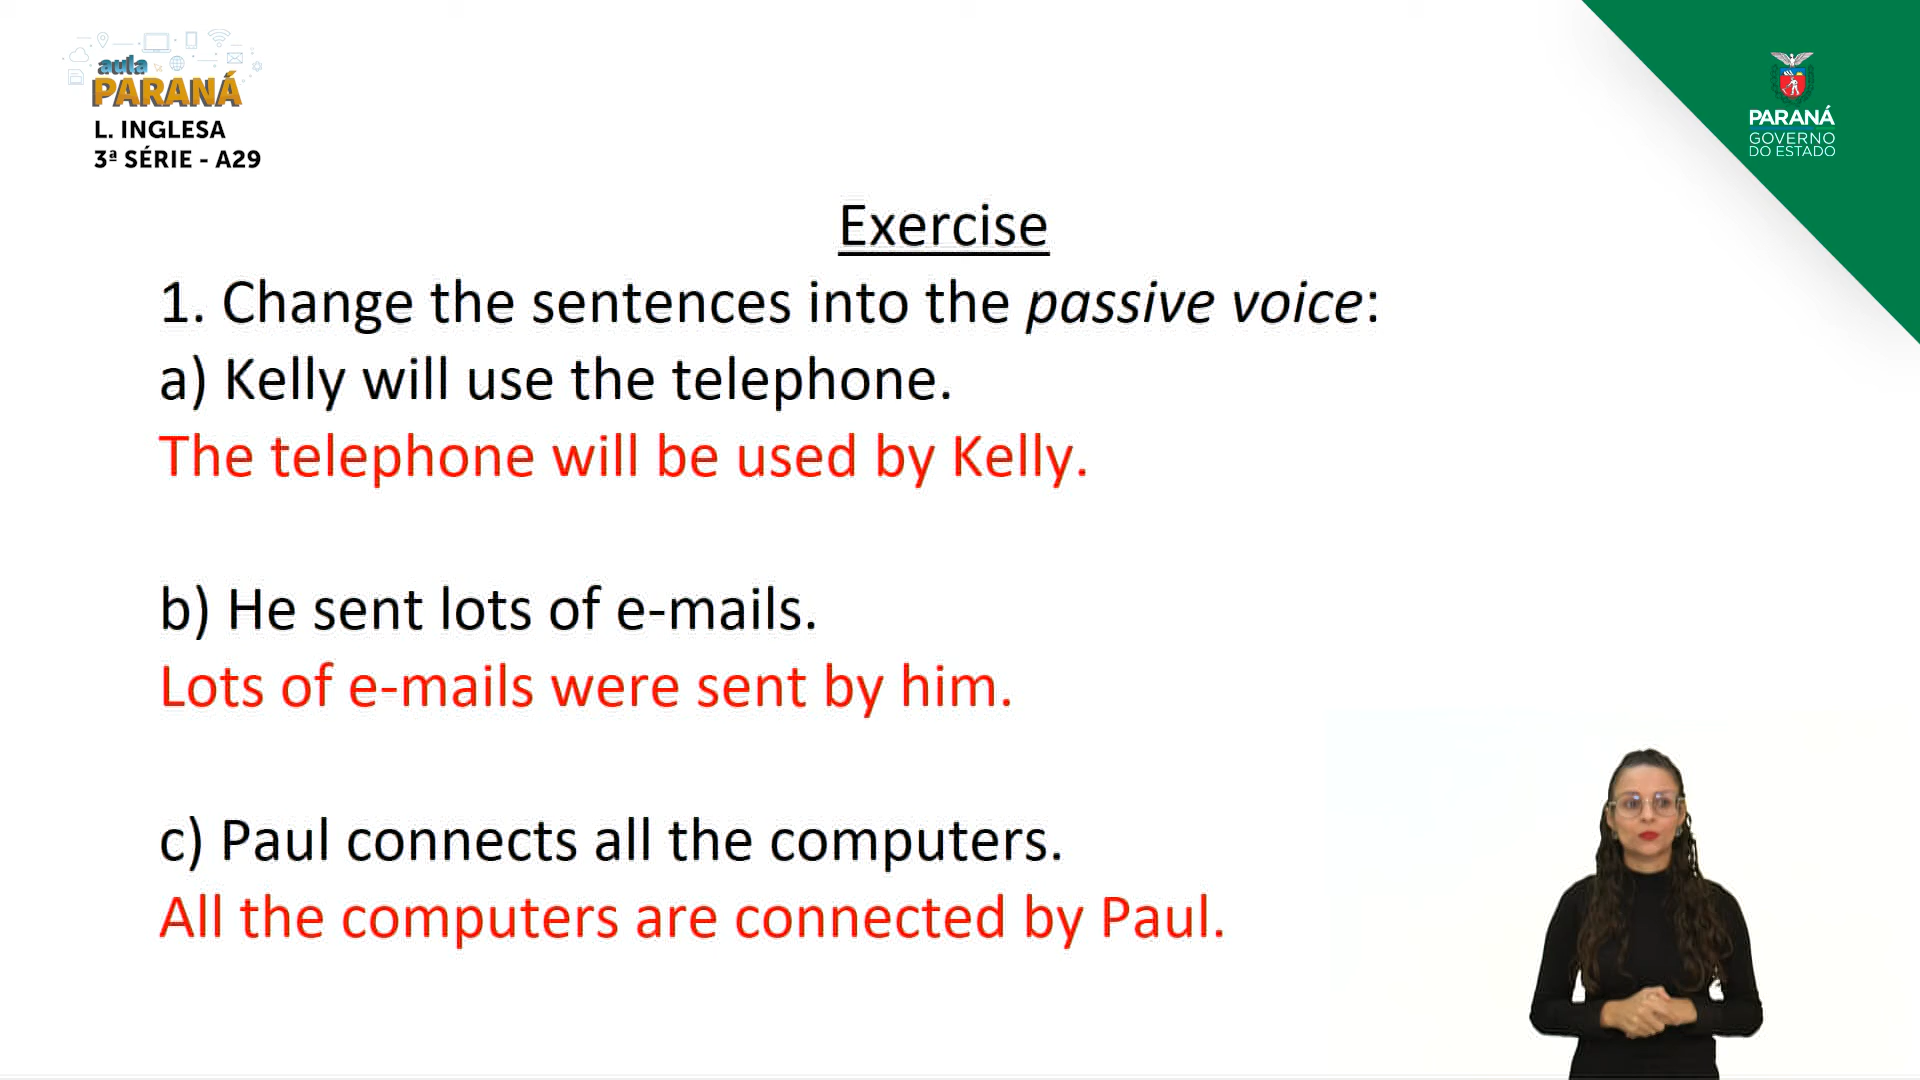 aula
PARANÁ
L. INGLESA
3ª SÉRIE - A29
PARANÁ
GOVERNO
DO ESTADO
Exercise
1. Change the sentences into the passive voice:
a) Kelly will use the telephone.
The telephone will be used by Kelly.
b) He sent lots of e-mails.
Lots of e-mails were sent by him.
c) Paul connects all the computers.
All the computers are connected by Paul.